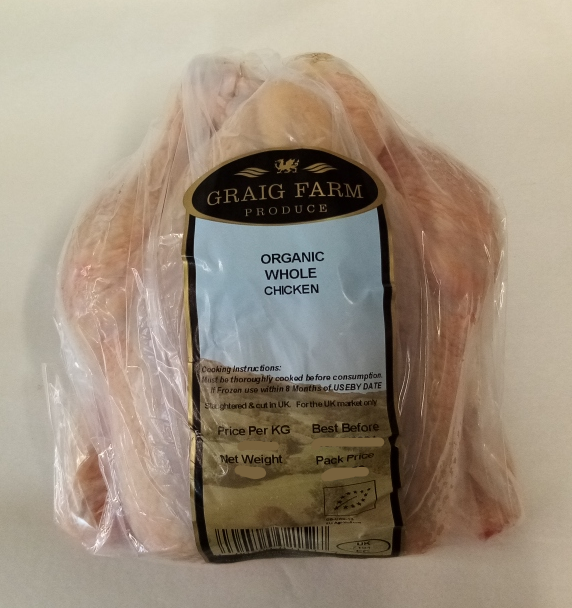 GRAIG FARM
PRODUCE
ORGANIC
WHOLE
CHICKEN
Cooking Instructions:
Must be thoroughly cooked before consumption.
If Frozen use within 8 Months of USEBY DATE
Slaughtered & cut in UK. For the UK market only
Price Per KG Best Before
Net Weight Pack Price
UK